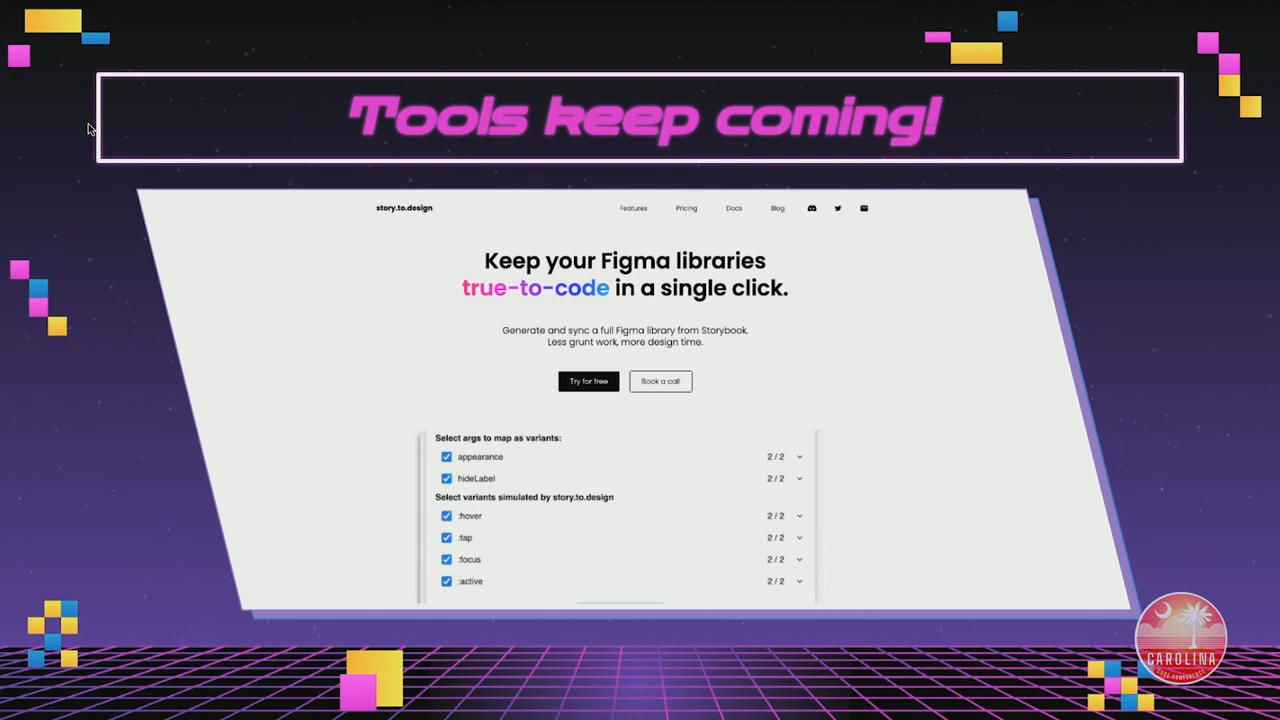 Tools keep coming!
story.to.design
Features Pricing Docs Blog
Keep your Figma libraries
true-to-code in a single click.
Generate and sync a full Figma library from Storybook.
Less grunt work, more design time.
Try for free Book a call
Select args to map as variants:
appearance 2 / 2
hideLabel 2 / 2
Select variants simulated by story.to.design
:hover 2 / 2
:tap 2 / 2
:focus 2 / 2
:active 2 / 2
CAROLINA
CODE CONFERENCE